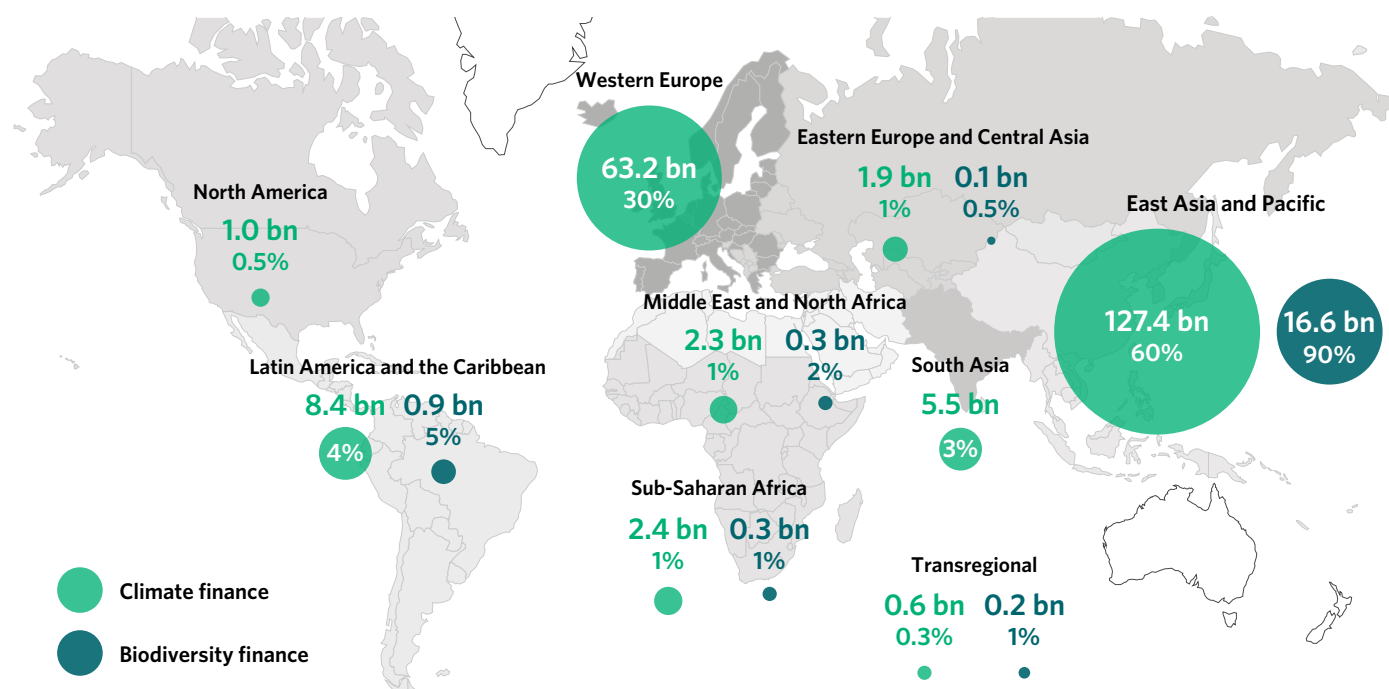 Western Europe
63.2 bn
30%
Eastern Europe and Central Asia
1.9 bn 0.1 bn
1% 0.5%
North America
1.0 bn
0.5%
East Asia and Pacific
127.4 bn
60%
16.6 bn
90%
Middle East and North Africa
2.3 bn 0.3 bn
1% 2%
Latin America and the Caribbean
8.4 bn 0.9 bn
4% 5%
South Asia
5.5 bn
3%
Sub-Saharan Africa
2.4 bn 0.3 bn
1% 1%
Transregional
0.6 bn 0.2 bn
0.3% 1%
Climate finance
Biodiversity finance